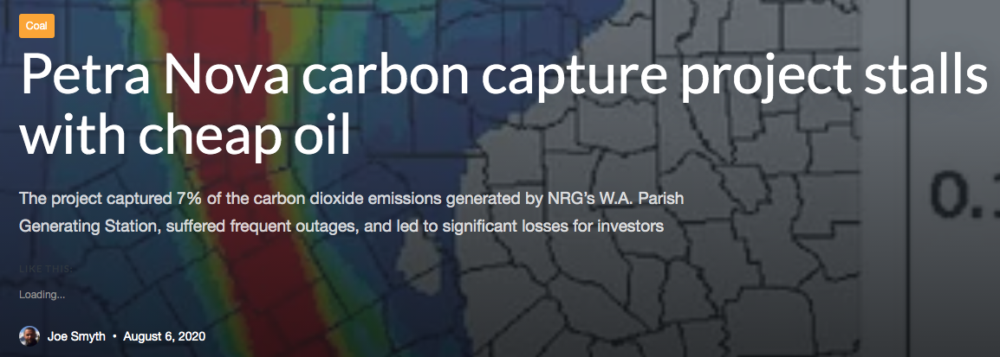 Coal
Petra Nova carbon capture project stalls
with cheap oil
The project captured 7% of the carbon dioxide emissions generated by NRG’s W.A. Parish
Generating Station, suffered frequent outages, and led to significant losses for investors
LIKE THIS:
Loading...
Joe Smyth • August 6, 2020